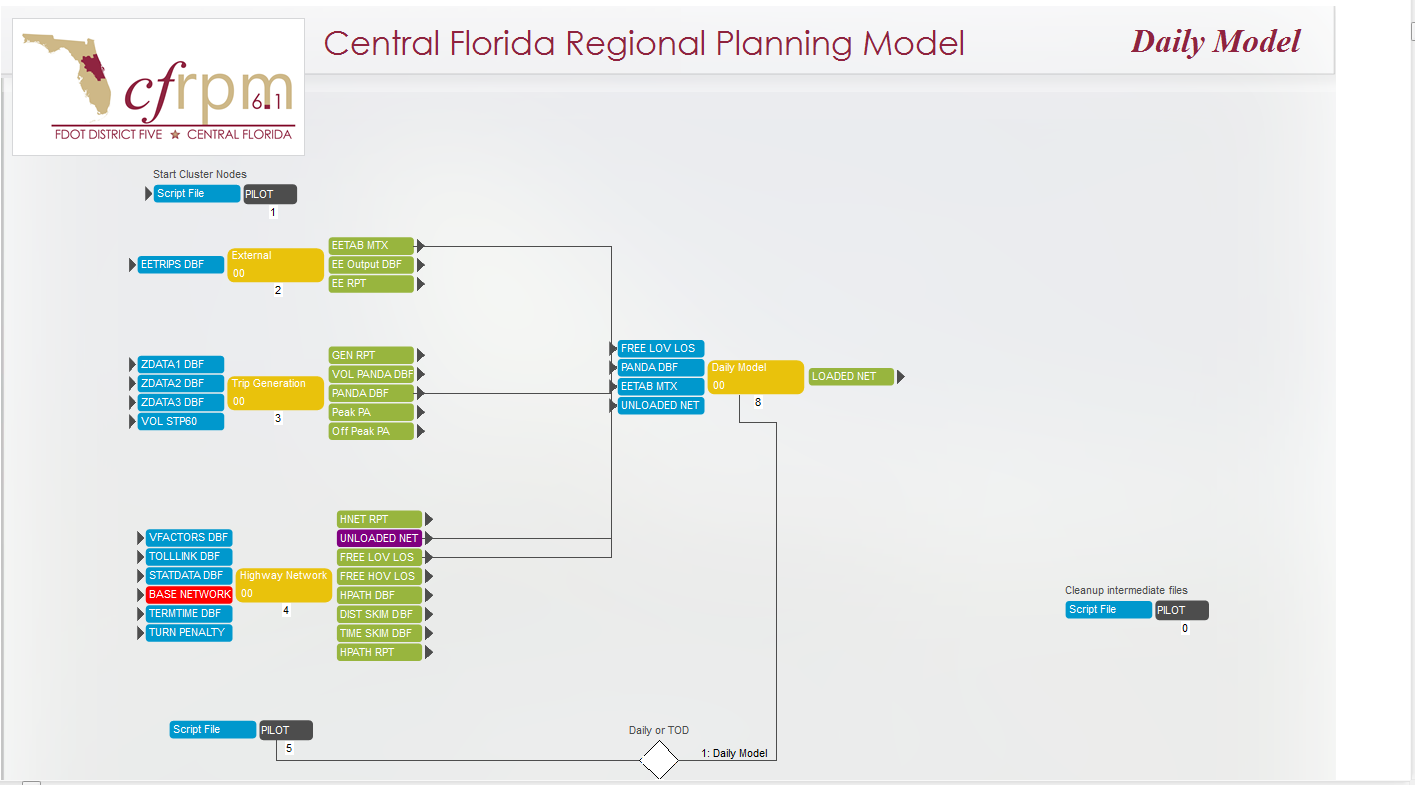 Central Florida Regional Planning Model
Daily Model
cfrpm
6.1
FDOT DISTRICT FIVE ★ CENTRAL FLORIDA
Start Cluster Nodes
Script File
PILOT
1
EETRIPS DBF
External
00
2
EETAB MTX
EE Output DBF
EE RPT
ZDATA1 DBF
ZDATA2 DBF
ZDATA3 DBF
VOL STP60
Trip Generation
00
3
GEN RPT
VOL PANDA DBF
PANDA DBF
Peak PA
Off Peak PA
FREE LOV LOS
PANDA DBF
EETAB MTX
UNLOADED NET
Daily Model
00
8
LOADED NET
VFACTORS DBF
TOLLLINK DBF
STATDATA DBF
BASE NETWORK
TERMTIME DBF
TURN PENALTY
Highway Network
00
4
HNET RPT
UNLOADED NET
FREE LOV LOS
FREE HOV LOS
HPATH DBF
DIST SKIM DBF
TIME SKIM DBF
HPATH RPT
Cleanup intermediate files
Script File
PILOT
0
Script File
PILOT
5
Daily or TOD
1: Daily Model